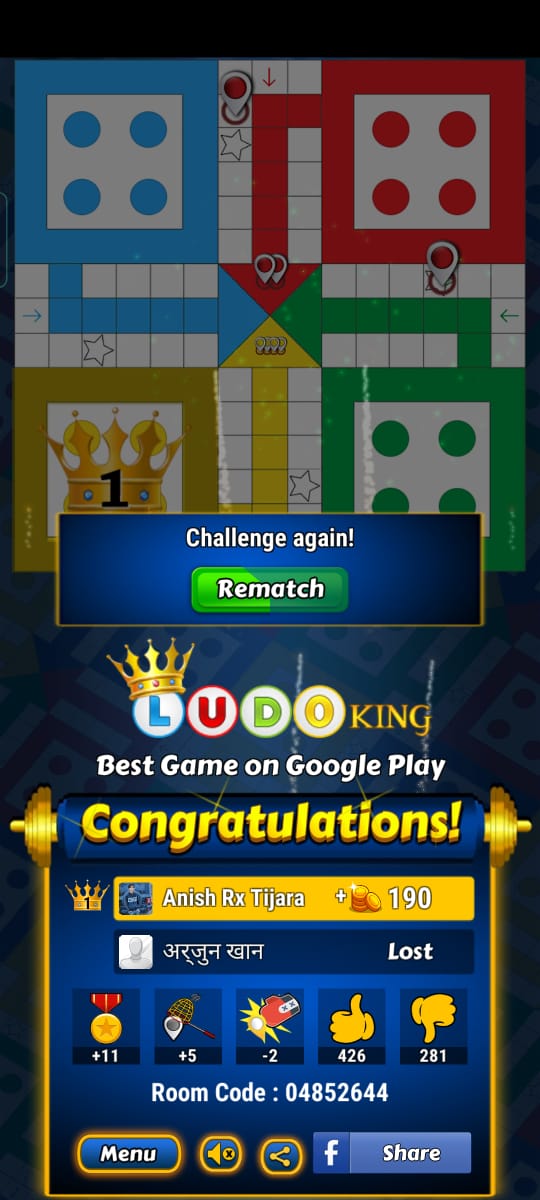 1
Challenge again!
Rematch
LUDO KING
Best Game on Google Play
Congratulations!
1 Anish Rx Tijara + 190
अर्जुन खान Lost
+11 +5 -2 426 281
Room Code : 04852644
Menu f Share